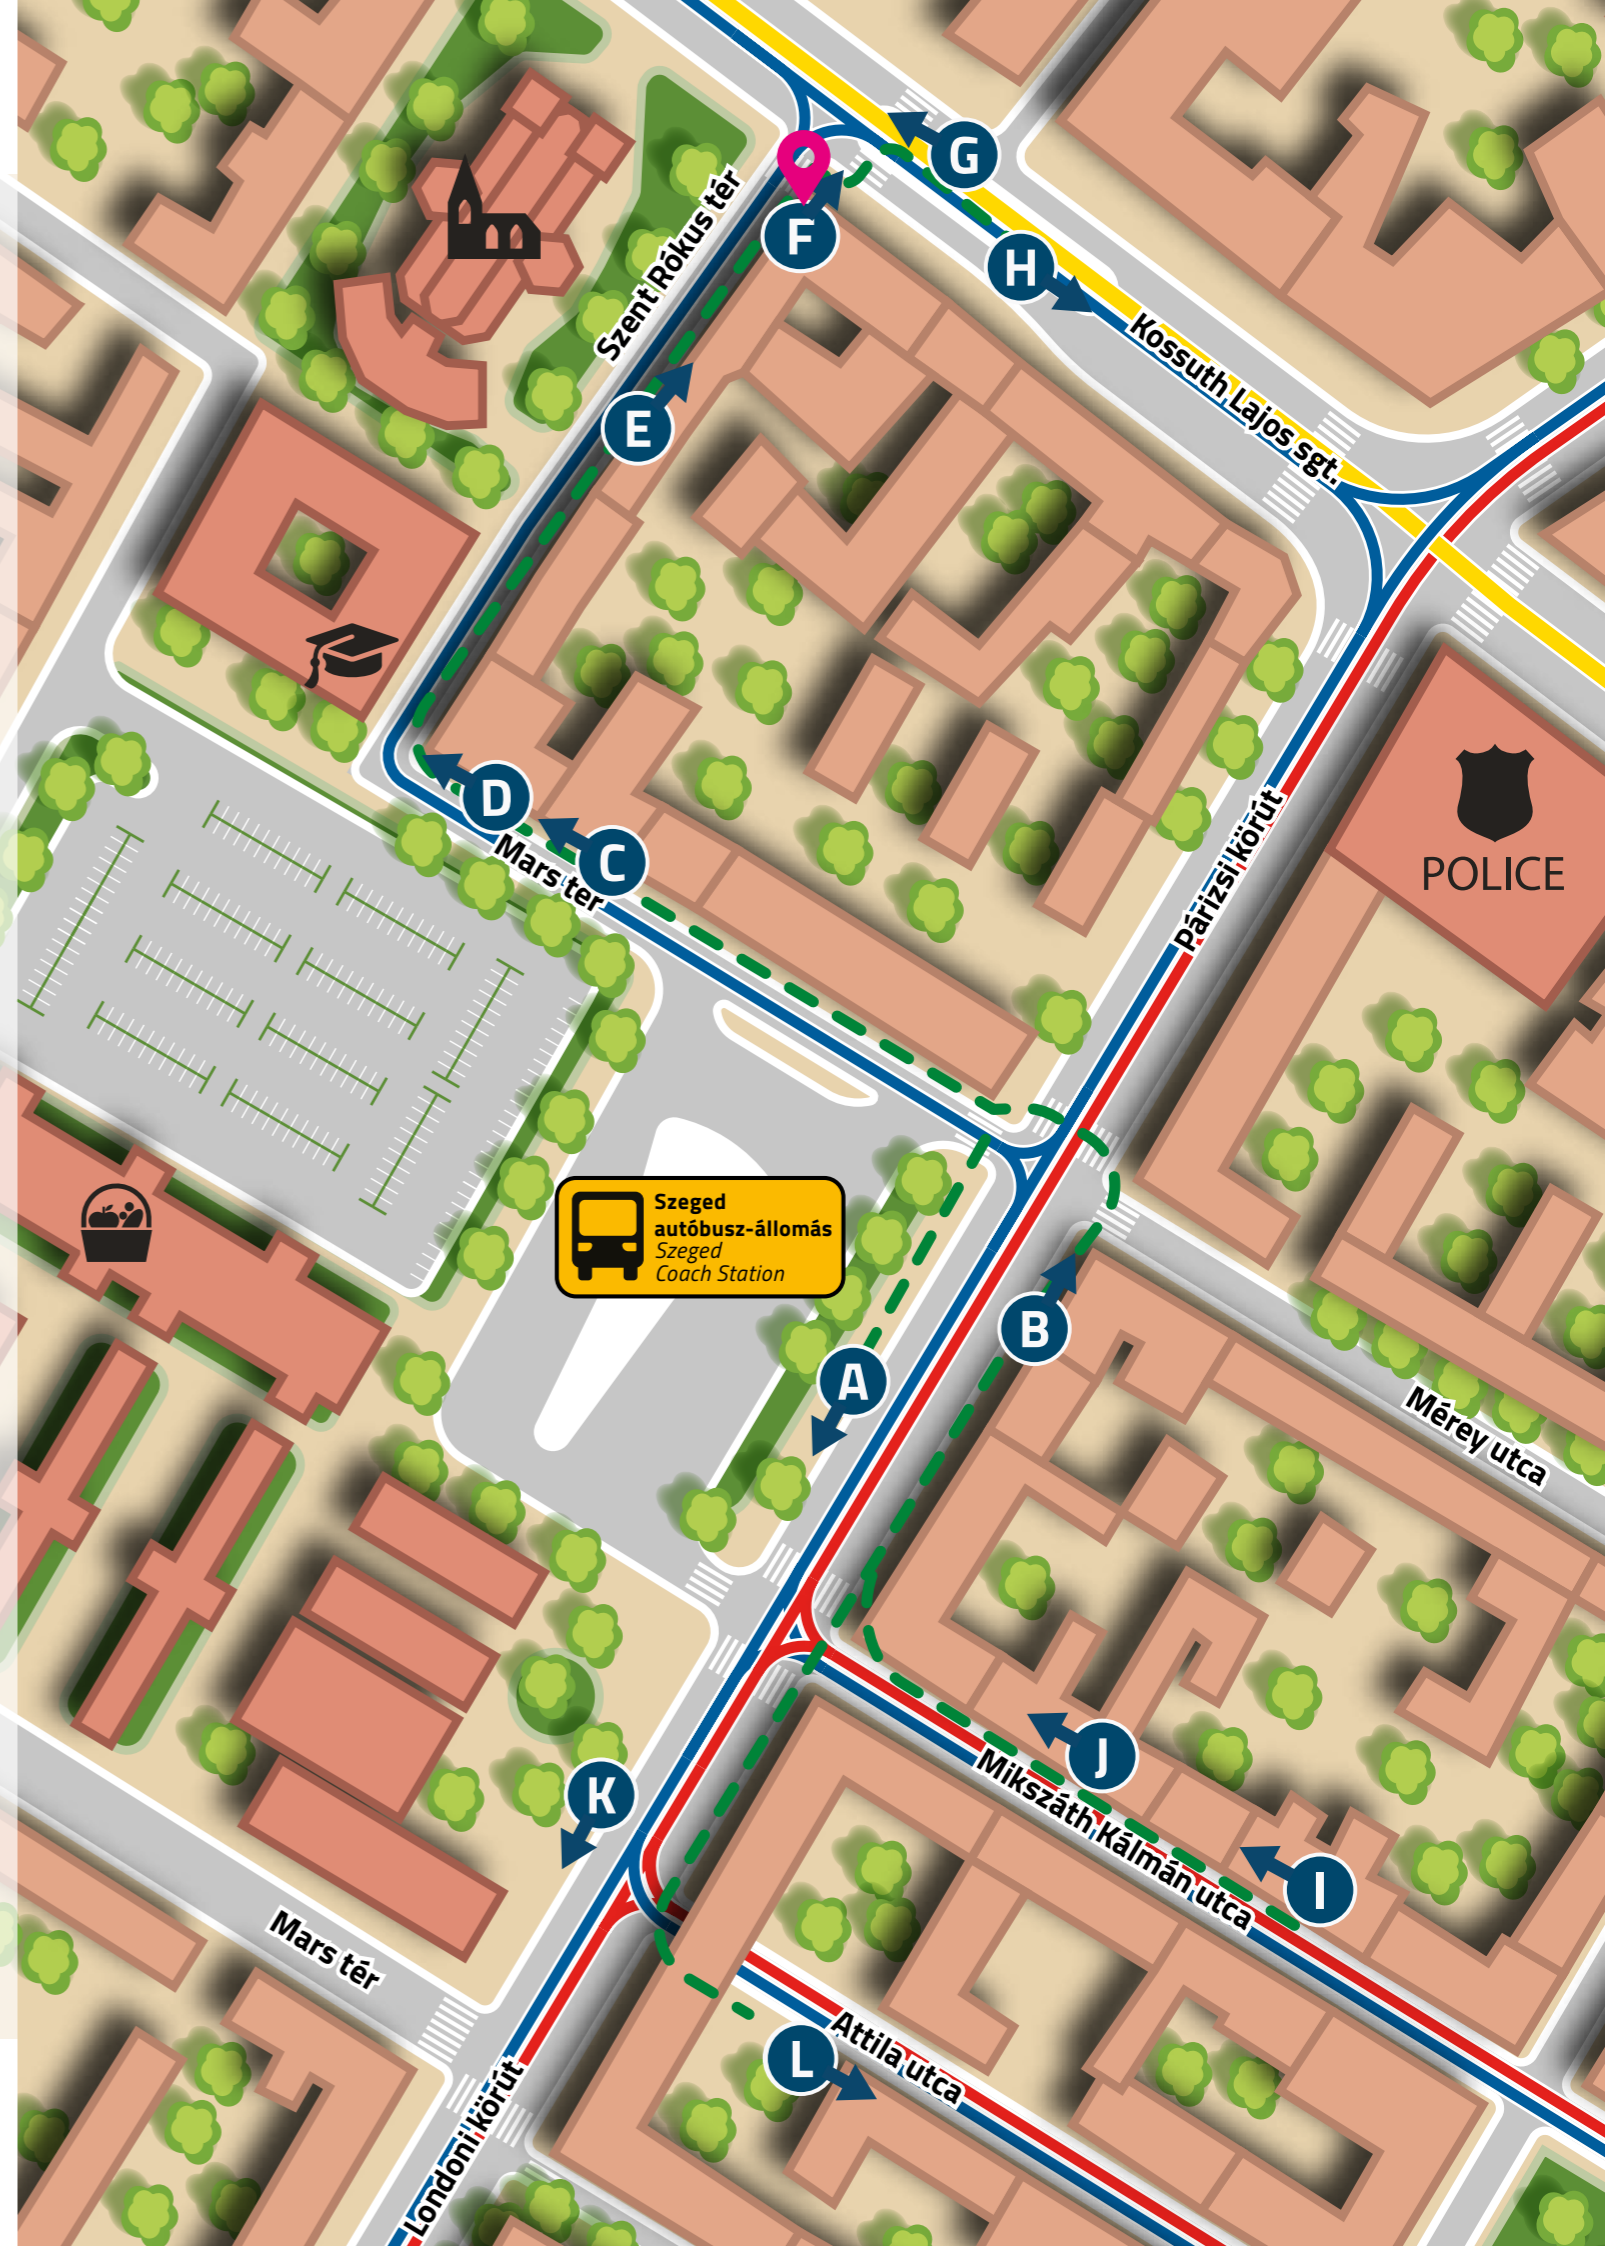 G
Szent Rókus tér
F
H
Kossuth Lajos sgt.
E
D
C
Mars tér
Párizsi körút
POLICE
Szeged
autóbusz-állomás
Szeged
Coach Station
B
A
Mérey utca
J
K
Mikszáth Kálmán utca
I
Mars tér
L
Attila utca
Londoni körút